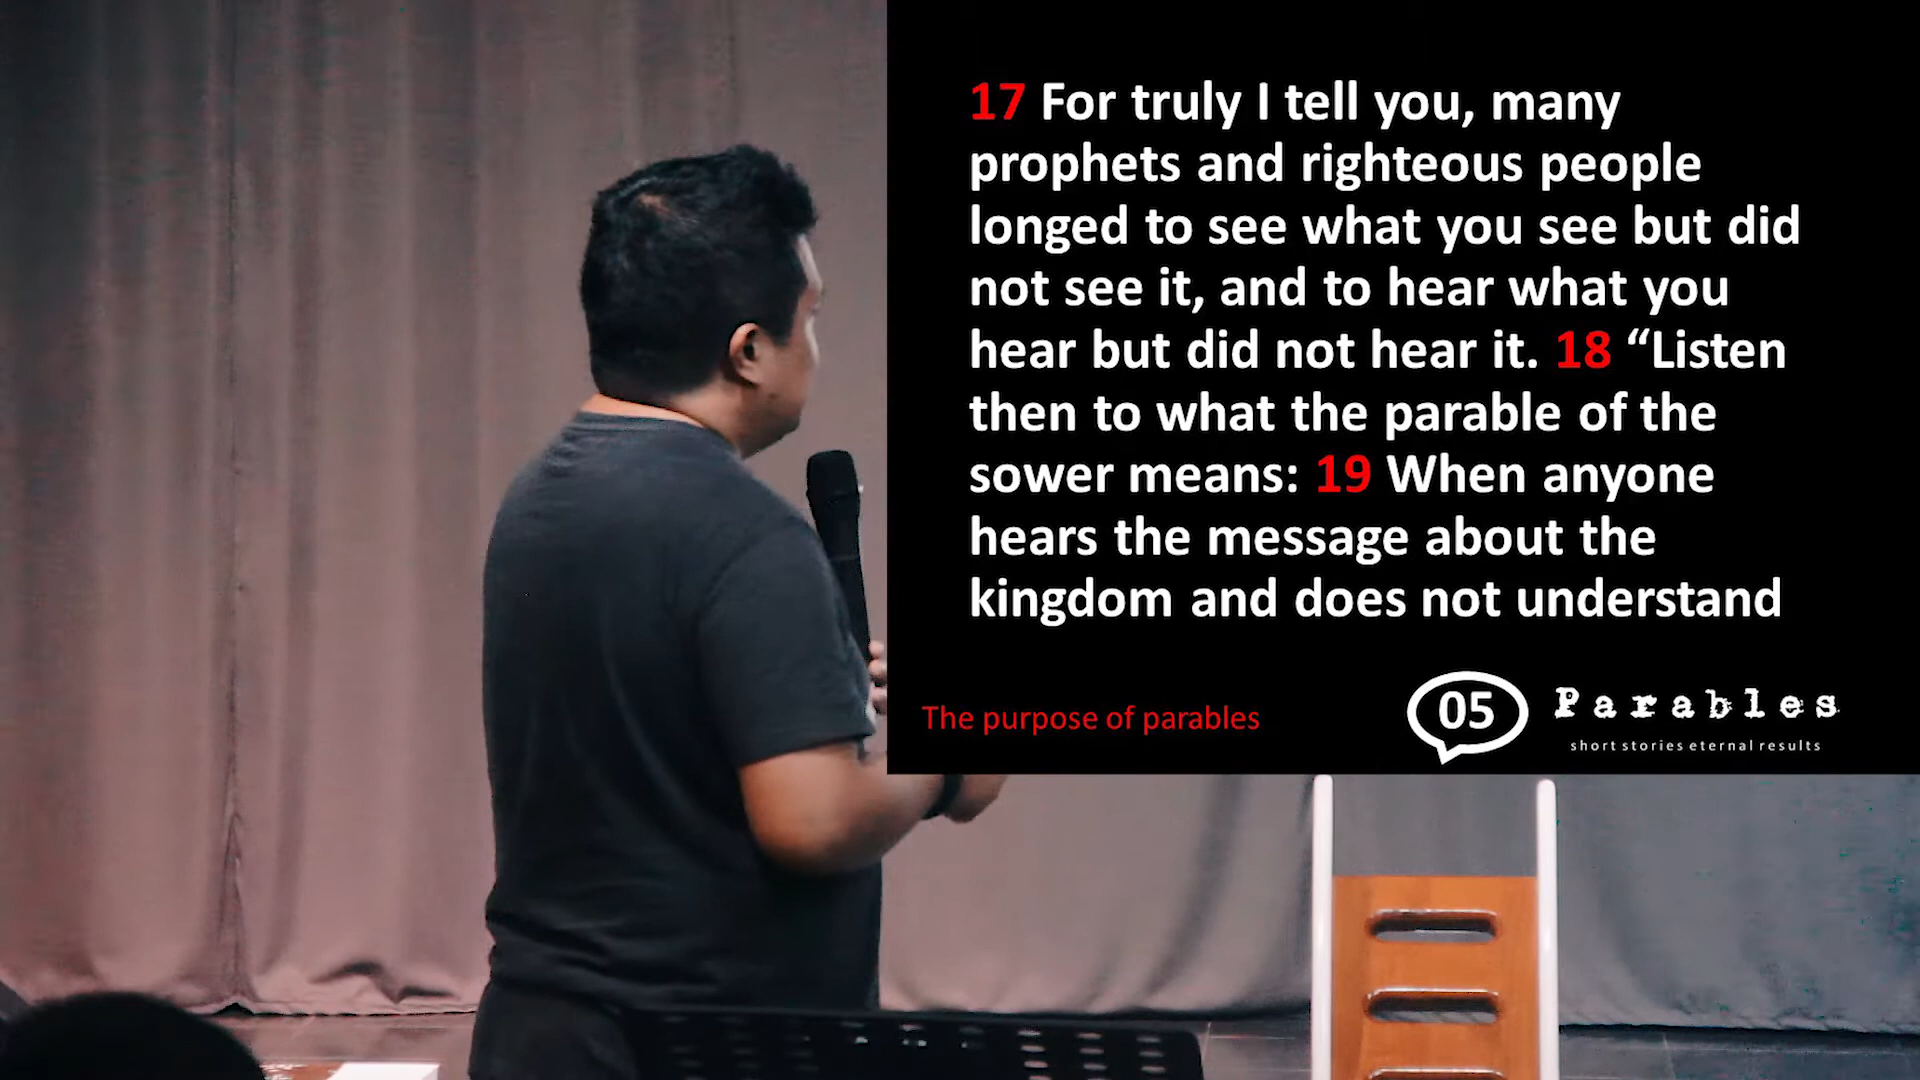 17 For truly I tell you, many
prophets and righteous people
longed to see what you see but did
not see it, and to hear what you
hear but did not hear it. 18 “Listen
then to what the parable of the
sower means: 19 When anyone
hears the message about the
kingdom and does not understand
The purpose of parables
05
Parables
short stories eternal results